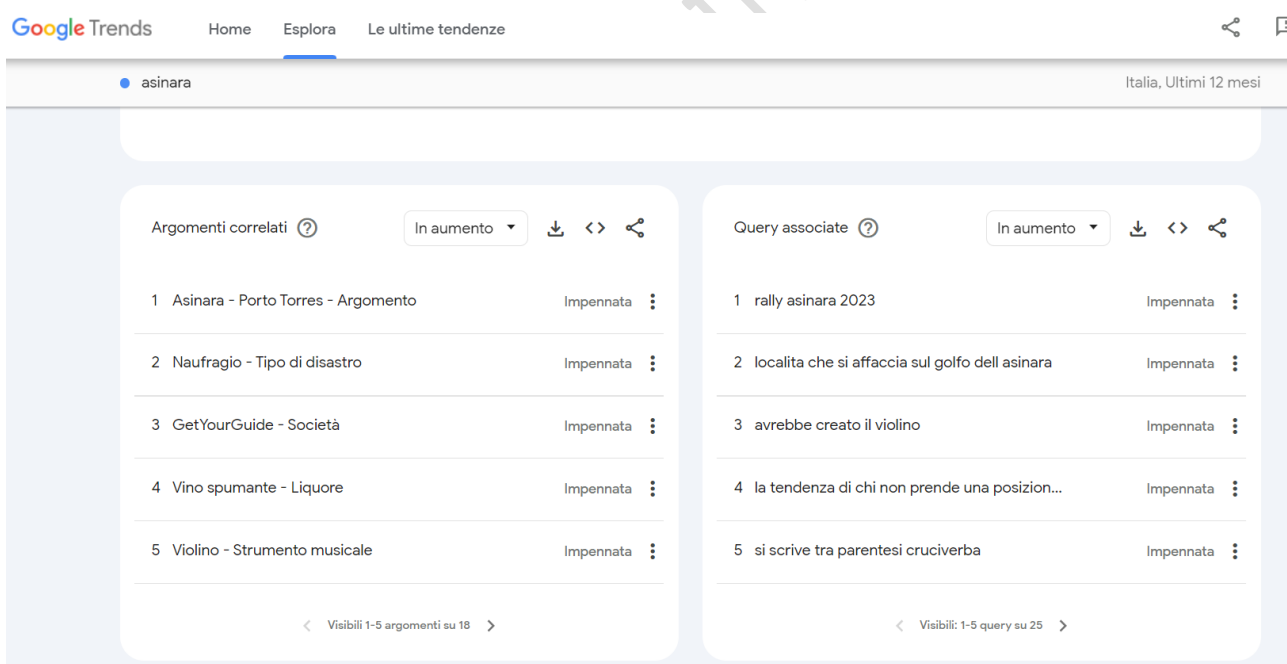 Google Trends Home Esplora Le ultime tendenze
asinara Italia, Ultimi 12 mesi
Argomenti correlati ? In aumento <>
1 Asinara - Porto Torres - Argomento Impennata
2 Naufragio - Tipo di disastro Impennata
3 GetYourGuide - Società Impennata
4 Vino spumante - Liquore Impennata
5 Violino - Strumento musicale Impennata
< Visibili 1-5 argomenti su 18 >
Query associate ? In aumento <>
1 rally asinara 2023 Impennata
2 localita che si affaccia sul golfo dell asinara Impennata
3 avrebbe creato il violino Impennata
4 la tendenza di chi non prende una posizion... Impennata
5 si scrive tra parentesi cruciverba Impennata
< Visibili: 1-5 query su 25 >